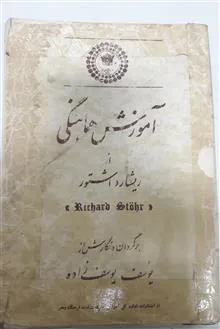 آموزش هماهنگی
از
ریشارد اشتور
« Richard Stöhr »
برگردان و نگارش از
یوسف یوسف زاده